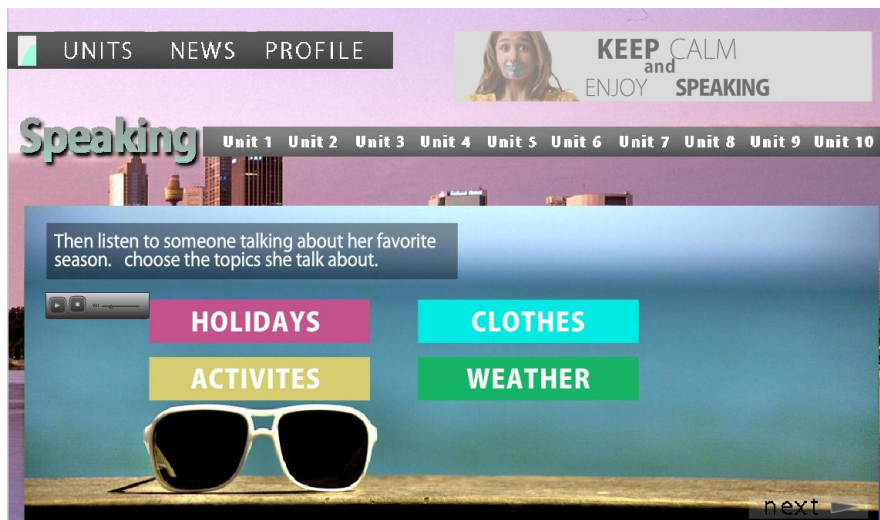 UNITS NEWS PROFILE
KEEP CALM
and
ENJOY SPEAKING
Speaking
Unit 1 Unit 2 Unit 3 Unit 4 Unit 5 Unit 6 Unit 7 Unit 8 Unit 9 Unit 10
Then listen to someone talking about her favorite
season. choose the topics she talk about.
HOLIDAYS CLOTHES
ACTIVITES WEATHER
next